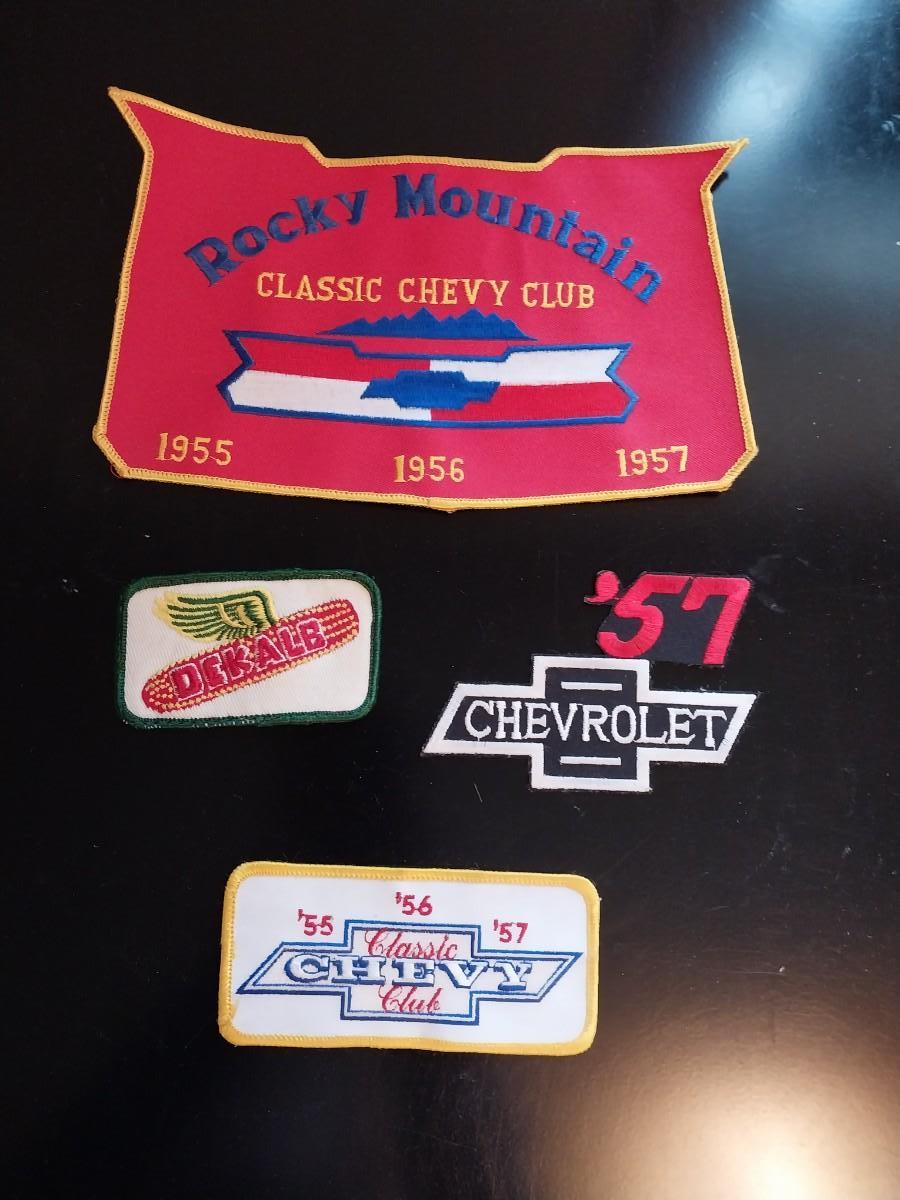 Rocky Mountain
CLASSIC CHEVY CLUB
1955 1956 1957
DEKALB
'57
CHEVROLET
'55 '56 '57
Classic
CHEVY
Club